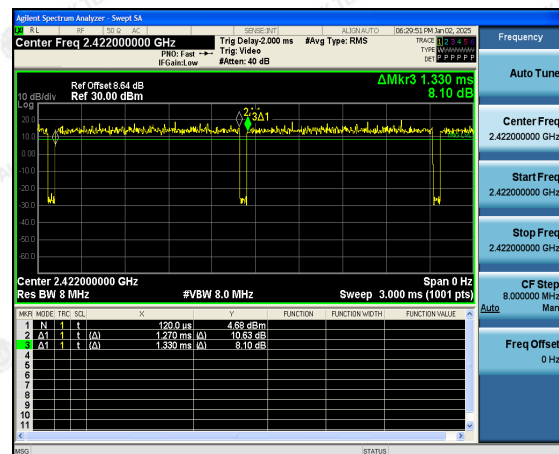 Agilent Spectrum Analyzer - Swept SA
RL RF 50 Ω AC SENSE:INT ALIGN AUTO 06:29:51 PM Jan 02, 2025
Center Freq 2.422000000 GHz
PNO: Fast
IFGain:Low
Trig Delay-2.000 ms
Trig: Video
#Atten: 40 dB
#Avg Type: RMS
TRACE 1 2 3 4 5 6
TYPE WWWWWW
DET P P P P P P
Frequency
Auto Tune
Center Freq
2.422000000 GHz
Start Freq
2.422000000 GHz
Stop Freq
2.422000000 GHz
CF Step
8.000000 MHz
Auto Man
Freq Offset
0 Hz
ΔMkr3 1.330 ms
8.10 dB
Ref Offset 8.64 dB
10 dB/div Ref 30.00 dBm
Log
20.0
10.0
0.00
-10.0
-20.0
-30.0
-40.0
-50.0
-60.0
3Δ1
Center 2.422000000 GHz Span 0 Hz
Res BW 8 MHz #VBW 8.0 MHz Sweep 3.000 ms (1001 pts)
MKR MODE TRC SCL X Y FUNCTION FUNCTION WIDTH FUNCTION VALUE
1 N 1 t 120.0 µs 4.68 dBm
2 Δ1 1 t (Δ) 1.270 ms (Δ) 10.63 dB
3 Δ1 1 t (Δ) 1.330 ms (Δ) 8.10 dB
4
5
6
7
8
9
10
11
MSG STATUS